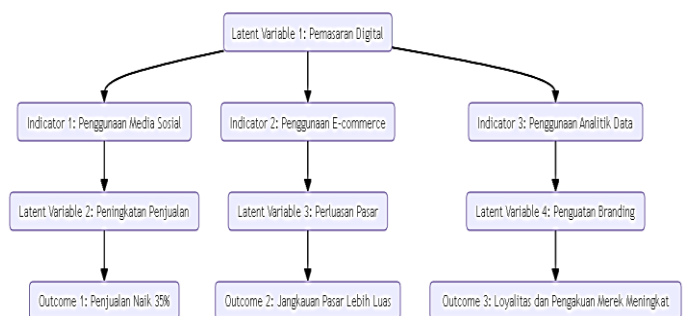 Latent Variable 1: Pemasaran Digital
Indicator 1: Penggunaan Media Sosial
Indicator 2: Penggunaan E-commerce
Indicator 3: Penggunaan Analitik Data
Latent Variable 2: Peningkatan Penjualan
Latent Variable 3: Perluasan Pasar
Latent Variable 4: Penguatan Branding
Outcome 1: Penjualan Naik 35%
Outcome 2: Jangkauan Pasar Lebih Luas
Outcome 3: Loyalitas dan Pengakuan Merek Meningkat